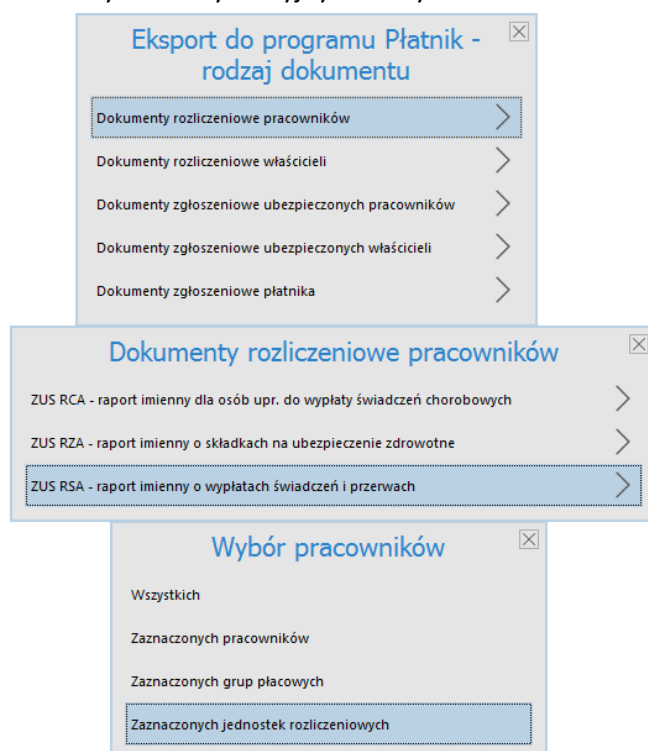 Eksport do programu Płatnik -
rodzaj dokumentu
Dokumenty rozliczeniowe pracowników
Dokumenty rozliczeniowe właścicieli
Dokumenty zgłoszeniowe ubezpieczonych pracowników
Dokumenty zgłoszeniowe ubezpieczonych właścicieli
Dokumenty zgłoszeniowe płatnika
Dokumenty rozliczeniowe pracowników
ZUS RCA - raport imienny dla osób upr. do wypłaty świadczeń chorobowych
ZUS RZA - raport imienny o składkach na ubezpieczenie zdrowotne
ZUS RSA - raport imienny o wypłatach świadczeń i przerwach
Wybór pracowników
Wszystkich
Zaznaczonych pracowników
Zaznaczonych grup płacowych
Zaznaczonych jednostek rozliczeniowych